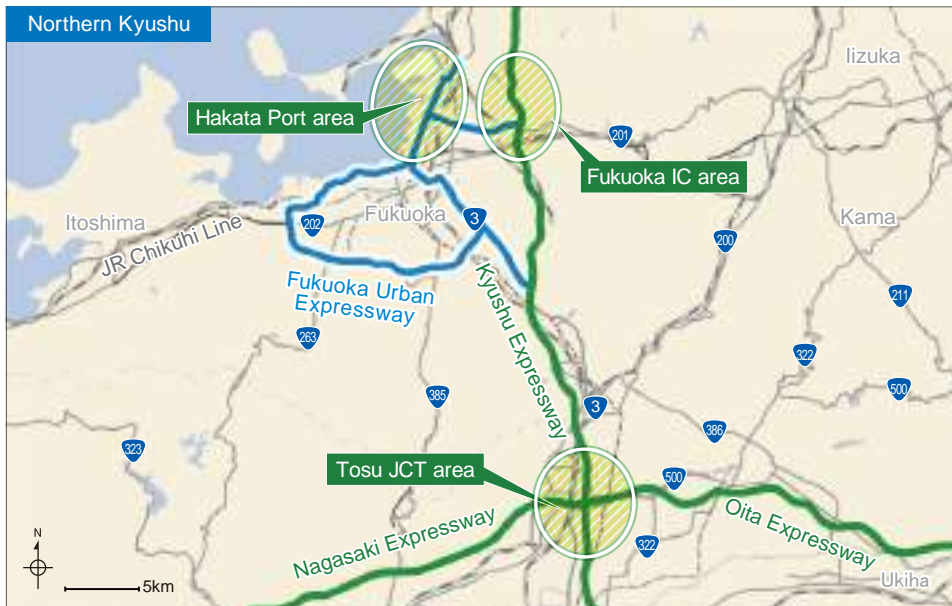 Northern Kyushu
Iizuka
Hakata Port area
201
Fukuoka IC area
Itoshima
JR Chikuhi Line
202
Fukuoka
3
Kama
200
Fukuoka Urban
Expressway
Kyushu Expressway
211
263
322
385
500
3
386
323
Tosu JCT area
500
Nagasaki Expressway
Oita Expressway
322
N
5km
Ukiha